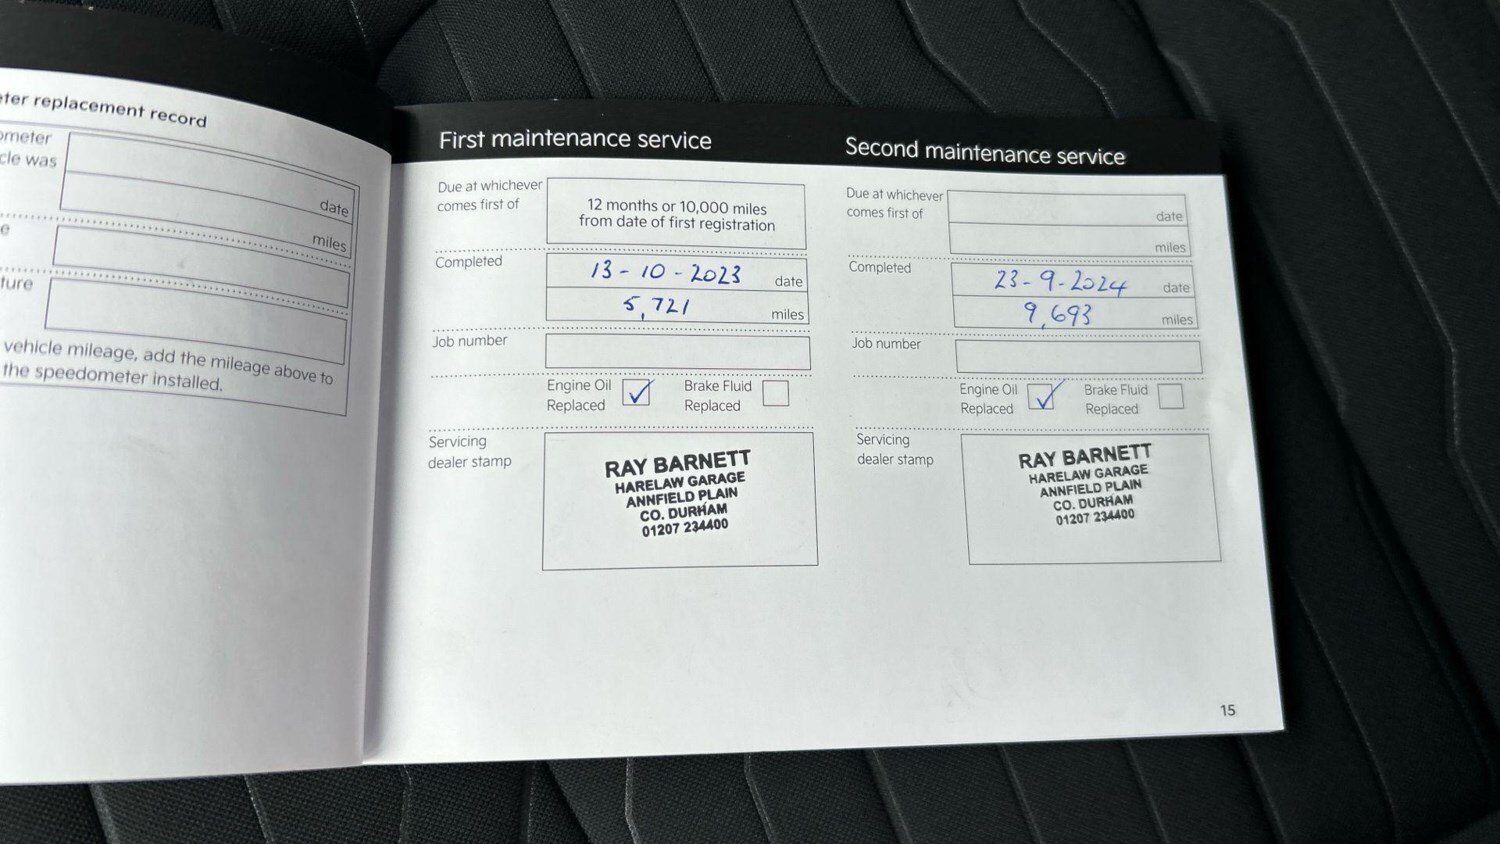 ter replacement record
ometer
cle was
date
miles
e
ture
vehicle mileage, add the mileage above to
the speedometer installed.
First maintenance service
Due at whichever
comes first of
12 months or 10,000 miles
from date of first registration
Completed
13-10-2023 date
5,721 miles
Job number
Engine Oil
Replaced
Brake Fluid
Replaced
Servicing
dealer stamp
RAY BARNETT
HARELAW GARAGE
ANNFIELD PLAIN
CO. DURHAM
01207 234400
Second maintenance service
Due at whichever
comes first of
date
miles
Completed
23-9-2024 date
9,693 miles
Job number
Engine Oil
Replaced
Brake Fluid
Replaced
Servicing
dealer stamp
RAY BARNETT
HARELAW GARAGE
ANNFIELD PLAIN
CO. DURHAM
01207 234400
15